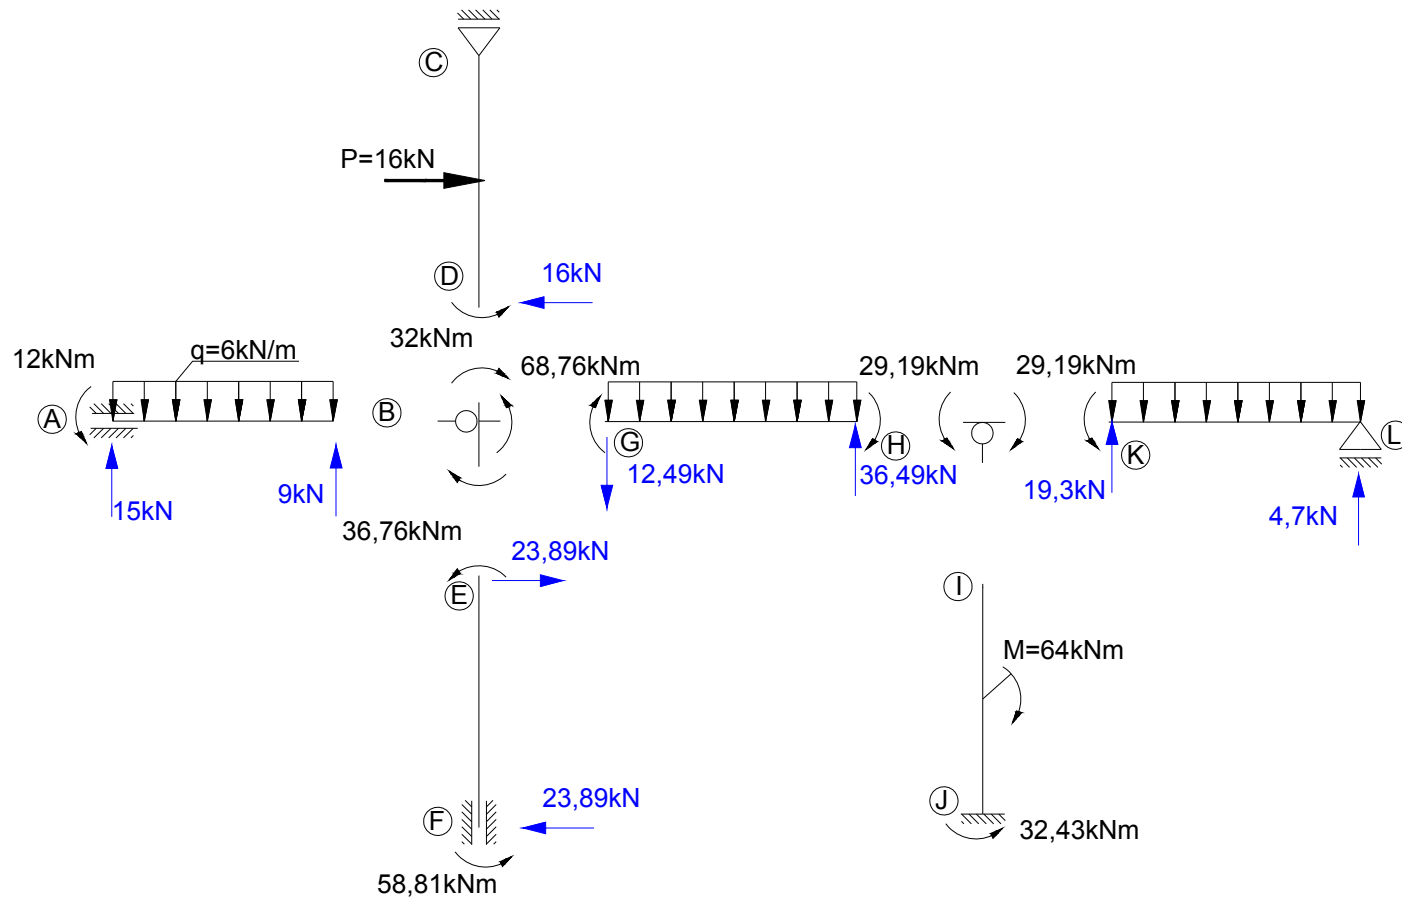 C
P=16kN
D
16kN
32kNm
12kNm
q=6kN/m
68,76kNm
29,19kNm
29,19kNm
A
B
G
H
K
L
15kN
9kN
12,49kN
36,49kN
19,3kN
4,7kN
36,76kNm
23,89kN
E
I
M=64kNm
F
23,89kN
J
32,43kNm
58,81kNm